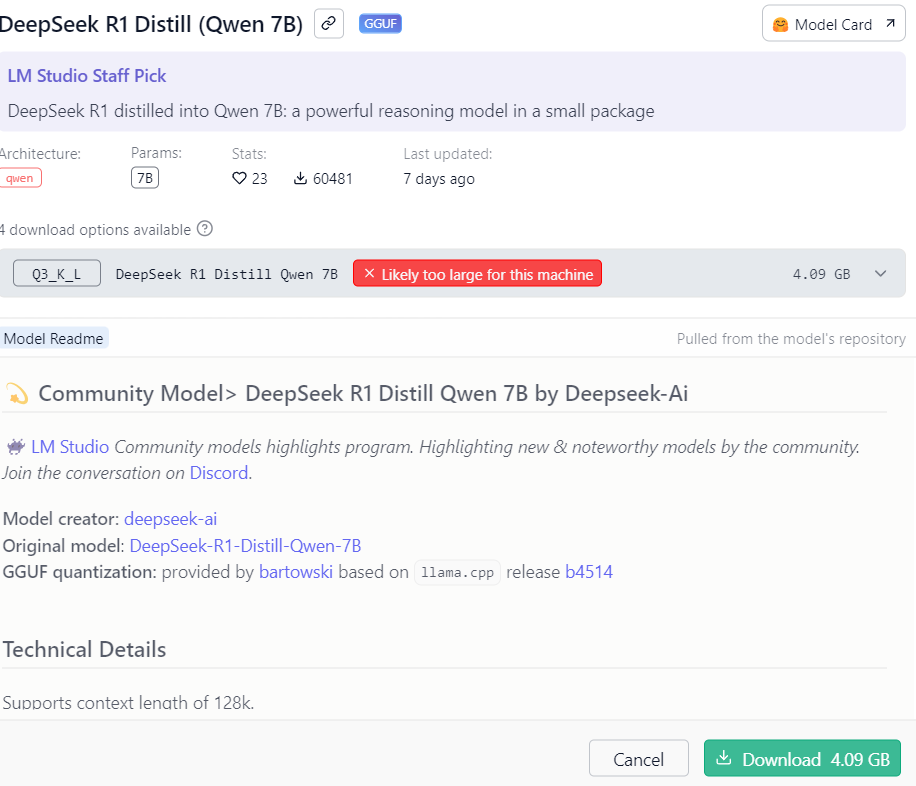 DeepSeek R1 Distill (Qwen 7B) GGUF Model Card
LM Studio Staff Pick
DeepSeek R1 distilled into Qwen 7B: a powerful reasoning model in a small package
Architecture: Params: Stats: Last updated:
qwen 7B 23 60481 7 days ago
4 download options available
Q3_K_L DeepSeek R1 Distill Qwen 7B Likely too large for this machine 4.09 GB
Model Readme Pulled from the model's repository
Community Model> DeepSeek R1 Distill Qwen 7B by Deepseek-Ai
LM Studio Community models highlights program. Highlighting new & noteworthy models by the community.
Join the conversation on Discord.
Model creator: deepseek-ai
Original model: DeepSeek-R1-Distill-Qwen-7B
GGUF quantization: provided by bartowski based on llama.cpp release b4514
Technical Details
Supports context length of 128k.
Cancel Download 4.09 GB